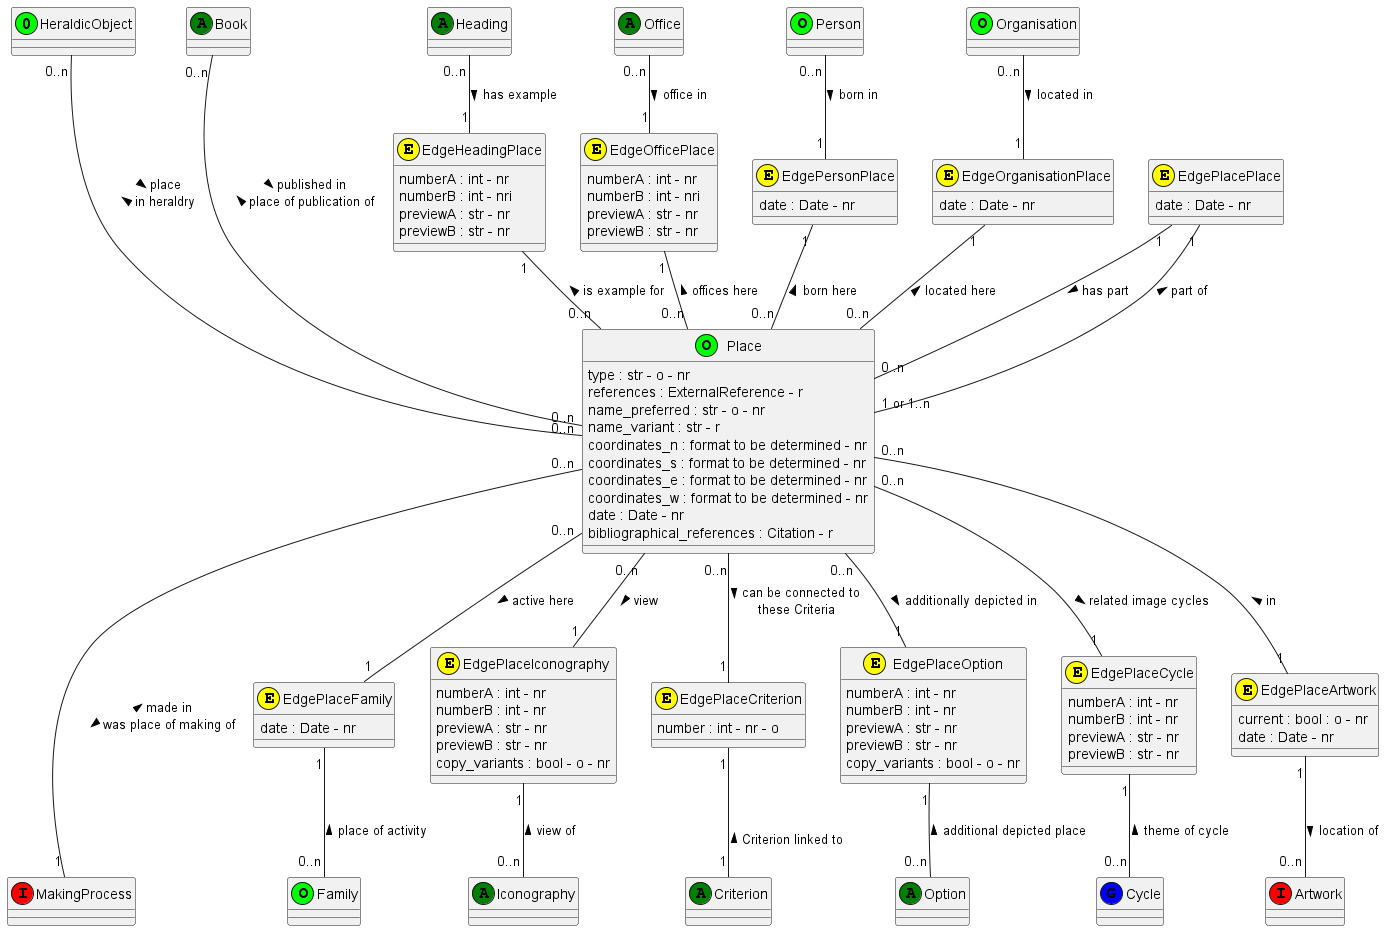 O HeraldicObject
A Book
A Heading
A Office
O Person
O Organisation
0..n
0..n
0..n
0..n
0..n
0..n
has example
office in
born in
located in
1
1
1
1
E EdgeHeadingPlace
numberA : int - nr
numberB : int - nri
previewA : str - nr
previewB : str - nr
E EdgeOfficePlace
numberA : int - nr
numberB : int - nri
previewA : str - nr
previewB : str - nr
E EdgePersonPlace
date : Date - nr
E EdgeOrganisationPlace
date : Date - nr
E EdgePlacePlace
date : Date - nr
place
in heraldry
published in
place of publication of
1
1
1
1
1
1
is example for
offices here
born here
located here
has part
part of
0..n
0..n
0..n
0..n
O Place
type : str - o - nr
references : ExternalReference - r
name_preferred : str - o - nr
name_variant : str - r
coordinates_n : format to be determined - nr
coordinates_s : format to be determined - nr
coordinates_e : format to be determined - nr
coordinates_w : format to be determined - nr
date : Date - nr
bibliographical_references : Citation - r
0..n
1 or 1..n
0..n
0..n
0..n
0..n
0..n
0..n
0..n
0..n
0..n
0..n
active here
view
can be connected to
these Criteria
additionally depicted in
related image cycles
in
1
1
1
1
1
1
made in
was place of making of
E EdgePlaceFamily
date : Date - nr
E EdgePlaceIconography
numberA : int - nr
numberB : int - nr
previewA : str - nr
previewB : str - nr
copy_variants : bool - o - nr
E EdgePlaceCriterion
number : int - nr - o
E EdgePlaceOption
numberA : int - nr
numberB : int - nr
previewA : str - nr
previewB : str - nr
copy_variants : bool - o - nr
E EdgePlaceCycle
numberA : int - nr
numberB : int - nr
previewA : str - nr
previewB : str - nr
E EdgePlaceArtwork
current : bool : o - nr
date : Date - nr
1
1
1
1
1
1
place of activity
view of
Criterion linked to
additional depicted place
theme of cycle
location of
1
0..n
0..n
1
0..n
0..n
0..n
I MakingProcess
O Family
A Iconography
A Criterion
A Option
G Cycle
I Artwork